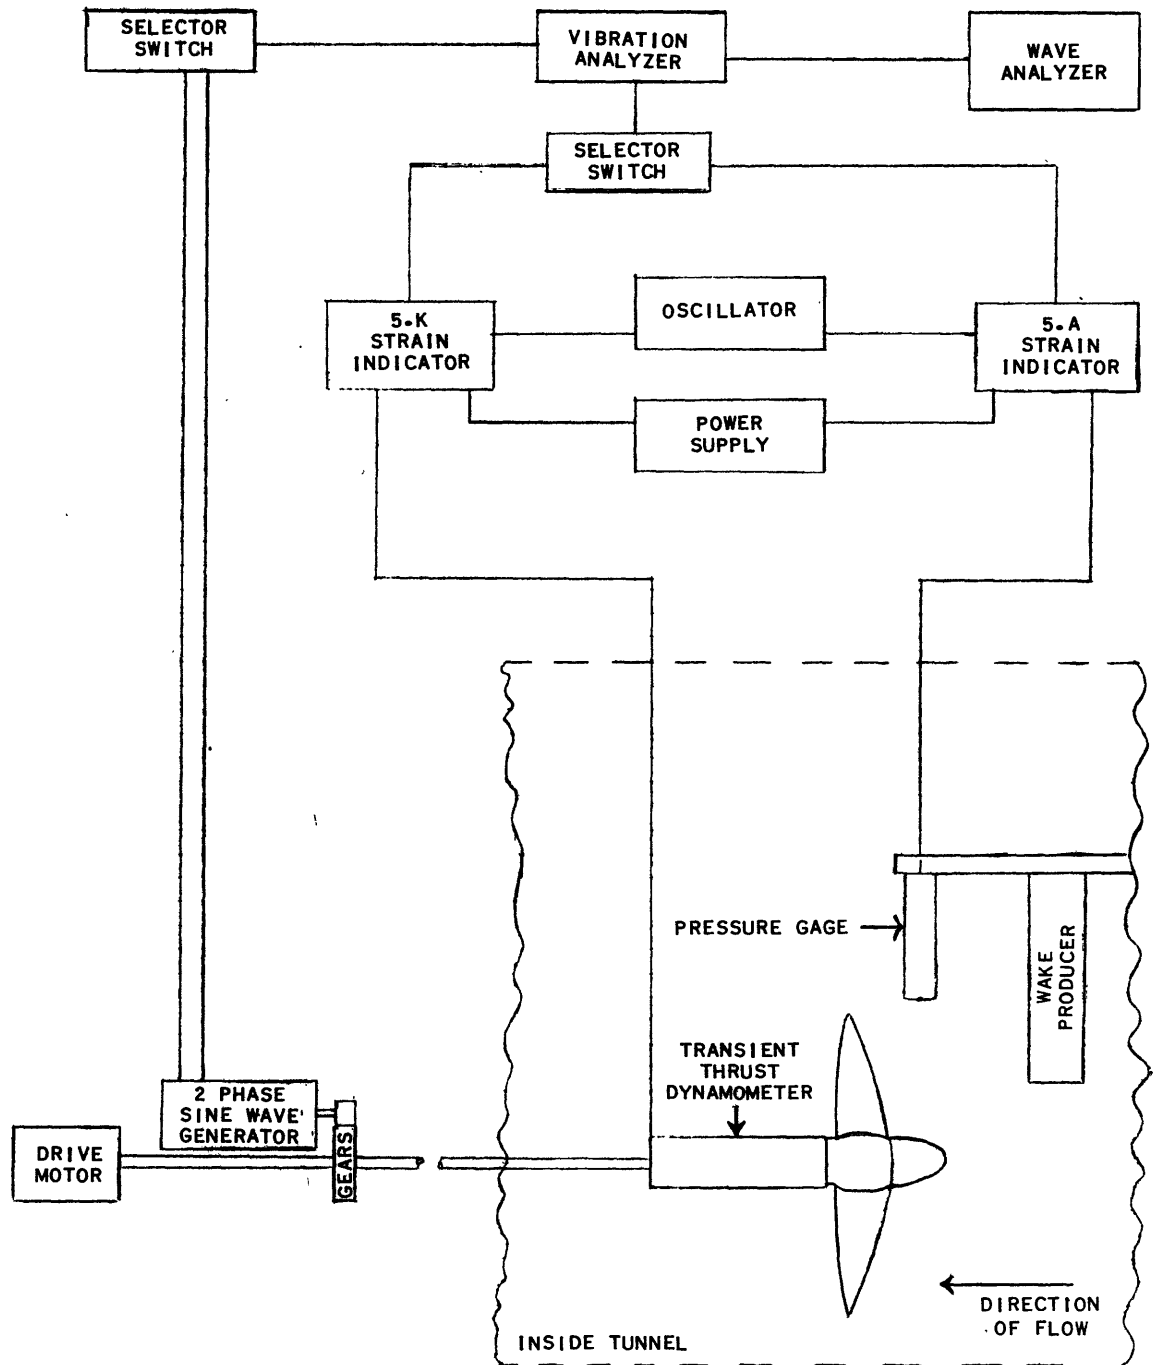 SELECTOR
SWITCH
VIBRATION
ANALYZER
WAVE
ANALYZER
SELECTOR
SWITCH
5.K
STRAIN
INDICATOR
OSCILLATOR
5.A
STRAIN
INDICATOR
POWER
SUPPLY
PRESSURE GAGE
WAKE
PRODUCER
TRANSIENT
THRUST
DYNAMOMETER
2 PHASE
SINE WAVE
GENERATOR
DRIVE
MOTOR
GEARS
DIRECTION
OF FLOW
INSIDE TUNNEL